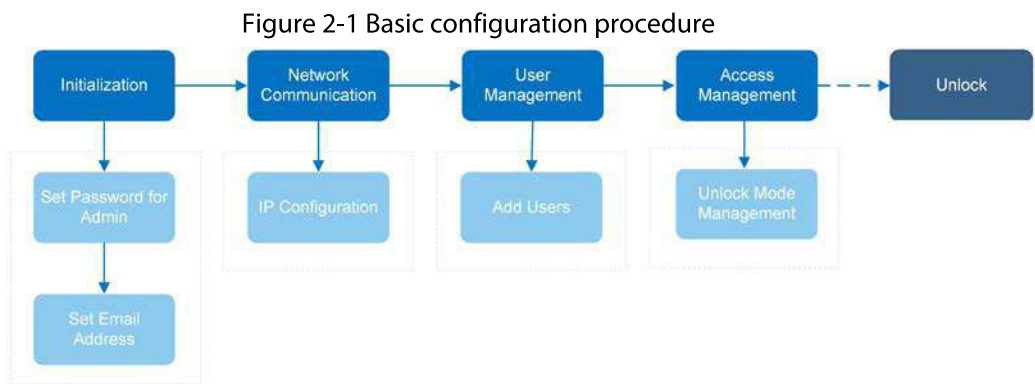 Figure 2-1 Basic configuration procedure
Initialization
Network
Communication
User
Management
Access
Management
Unlock
Set Password for
Admin
IP Configuration
Add Users
Unlock Mode
Management
Set Email
Address